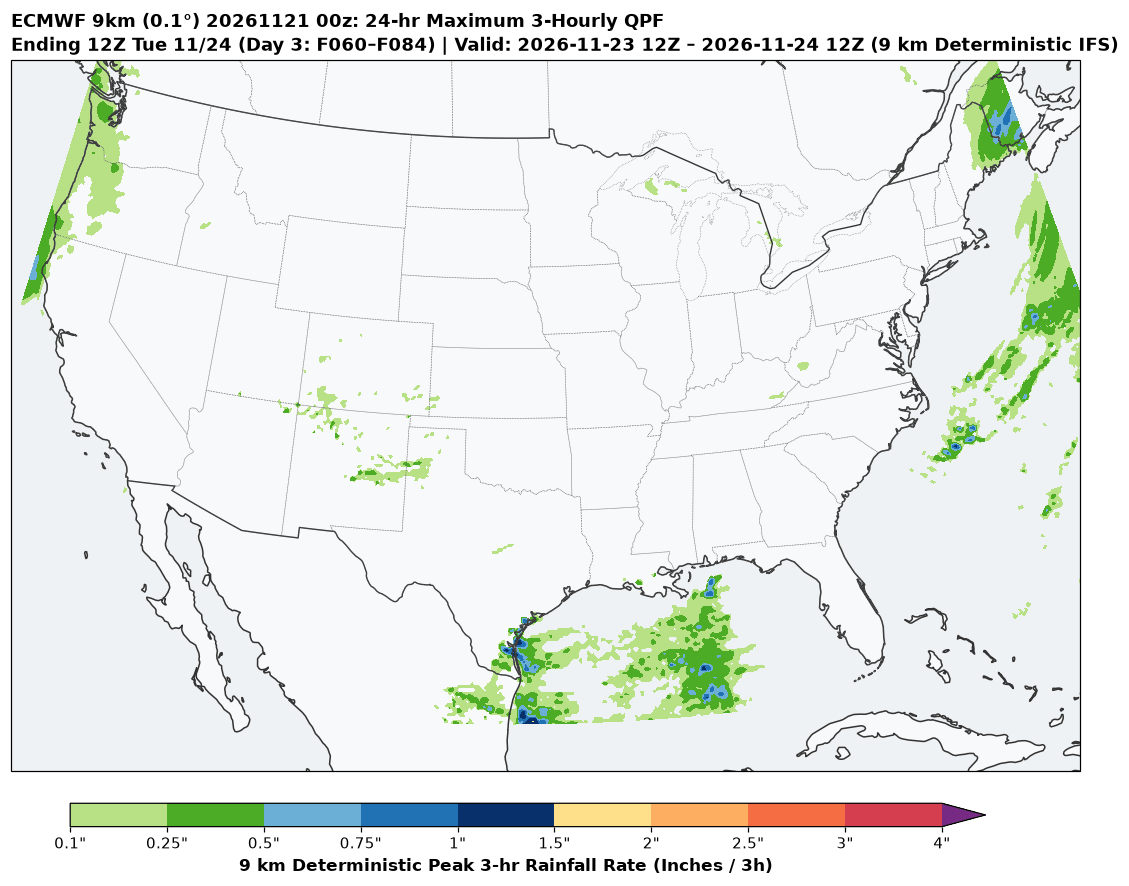 ECMWF 9km (0.1°) 20261121 00z: 24-hr Maximum 3-Hourly QPF
Ending 12Z Tue 11/24 (Day 3: F060–F084) | Valid: 2026-11-23 12Z – 2026-11-24 12Z (9 km Deterministic IFS)
0.1" 0.25" 0.5" 0.75" 1" 1.5" 2" 2.5" 3" 4"
9 km Deterministic Peak 3-hr Rainfall Rate (Inches / 3h)